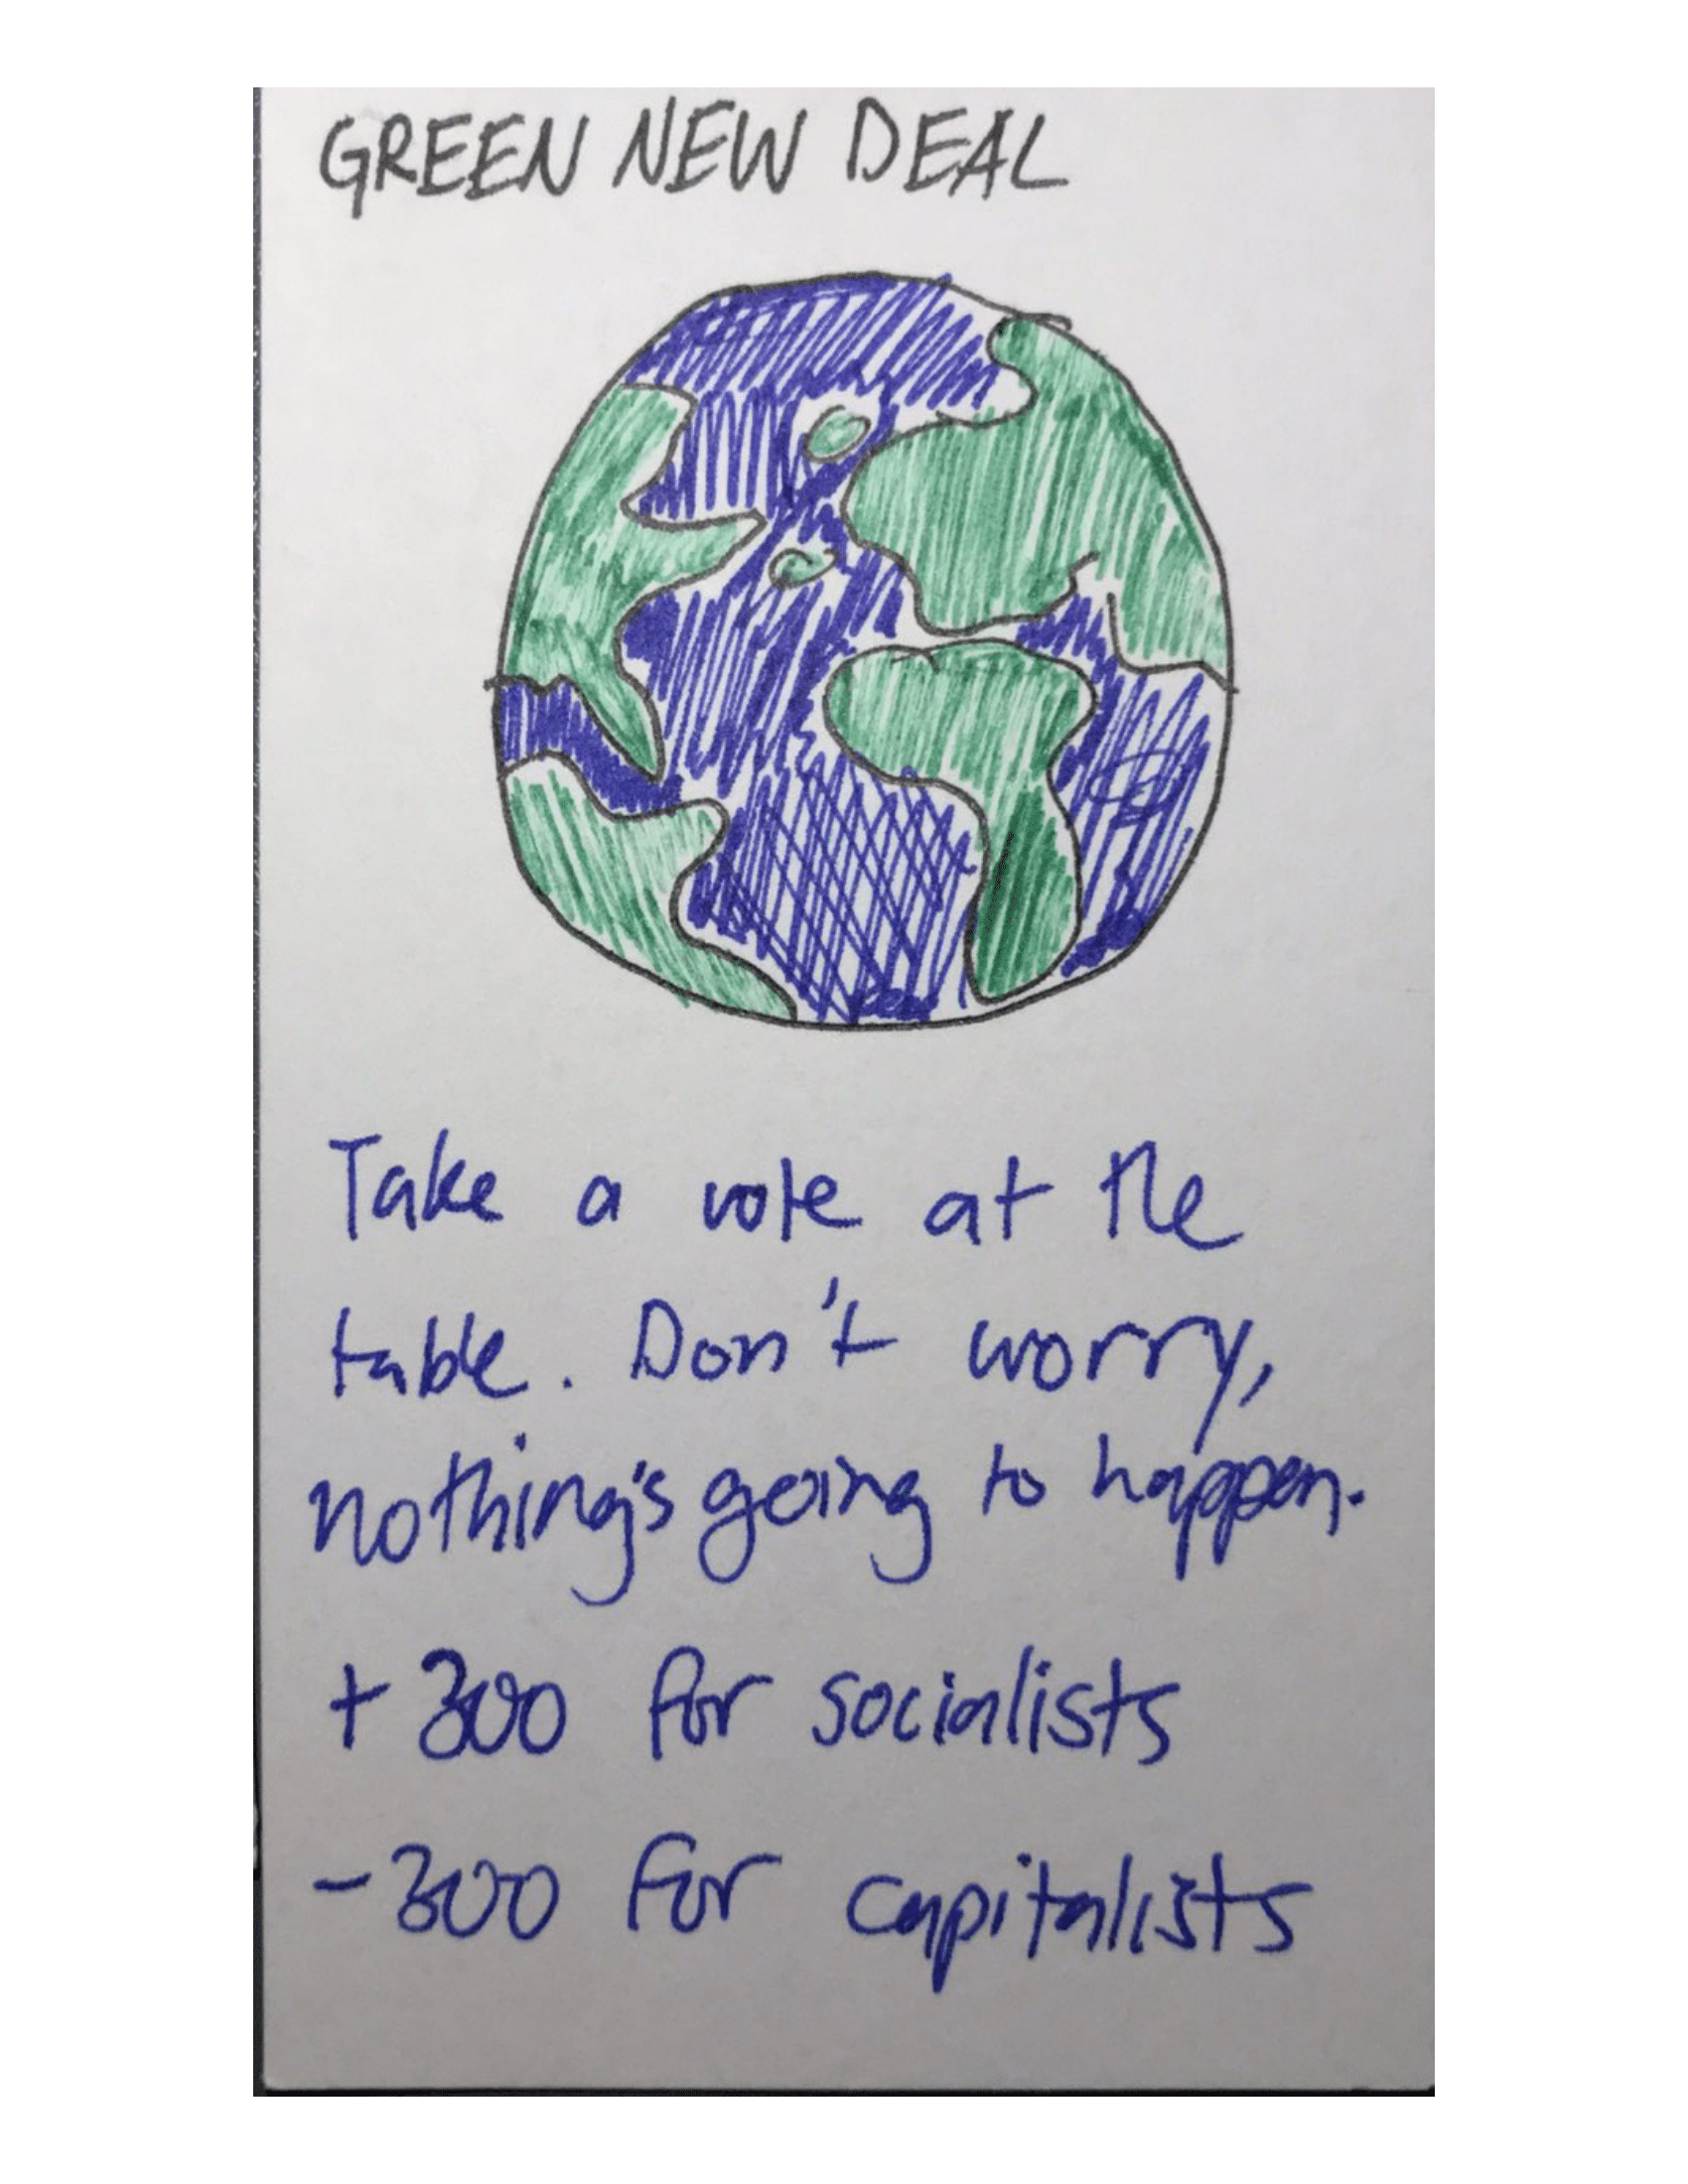 GREEN NEW DEAL
Take a vote at the
table. Don't worry,
nothing's going to happen.
+300 for socialists
-300 for capitalists